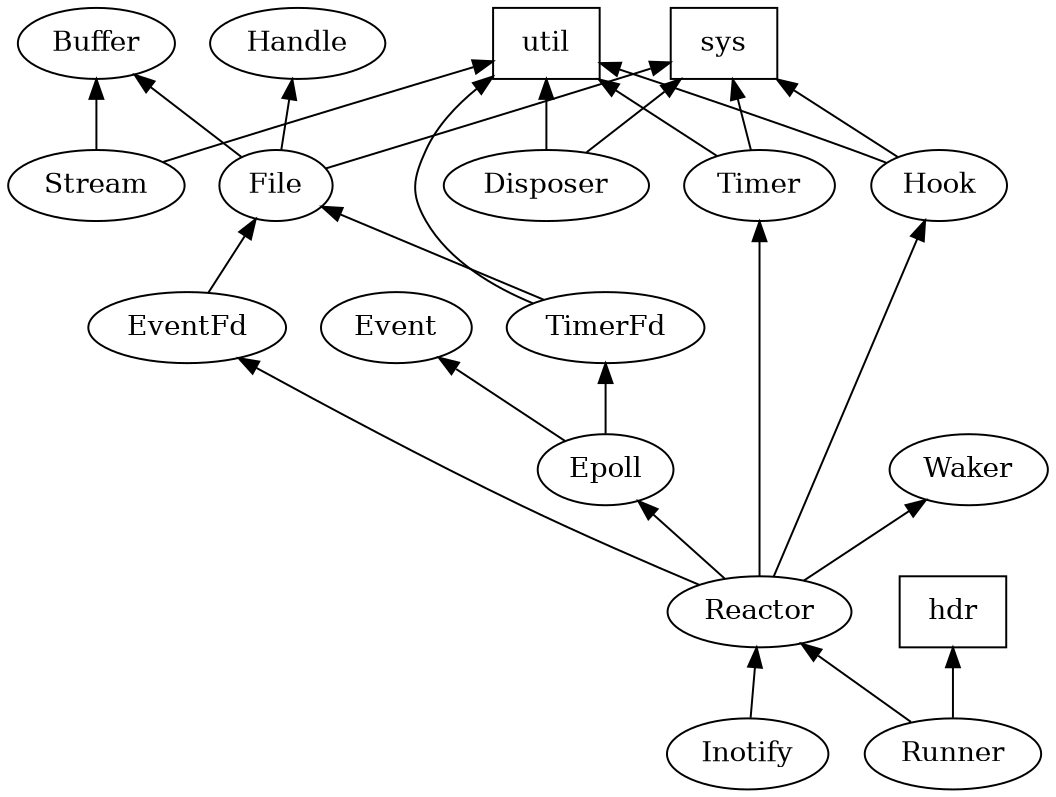 Buffer
Handle
util
sys
Stream
File
Disposer
Timer
Hook
EventFd
Event
TimerFd
Epoll
Waker
Reactor
hdr
Inotify
Runner